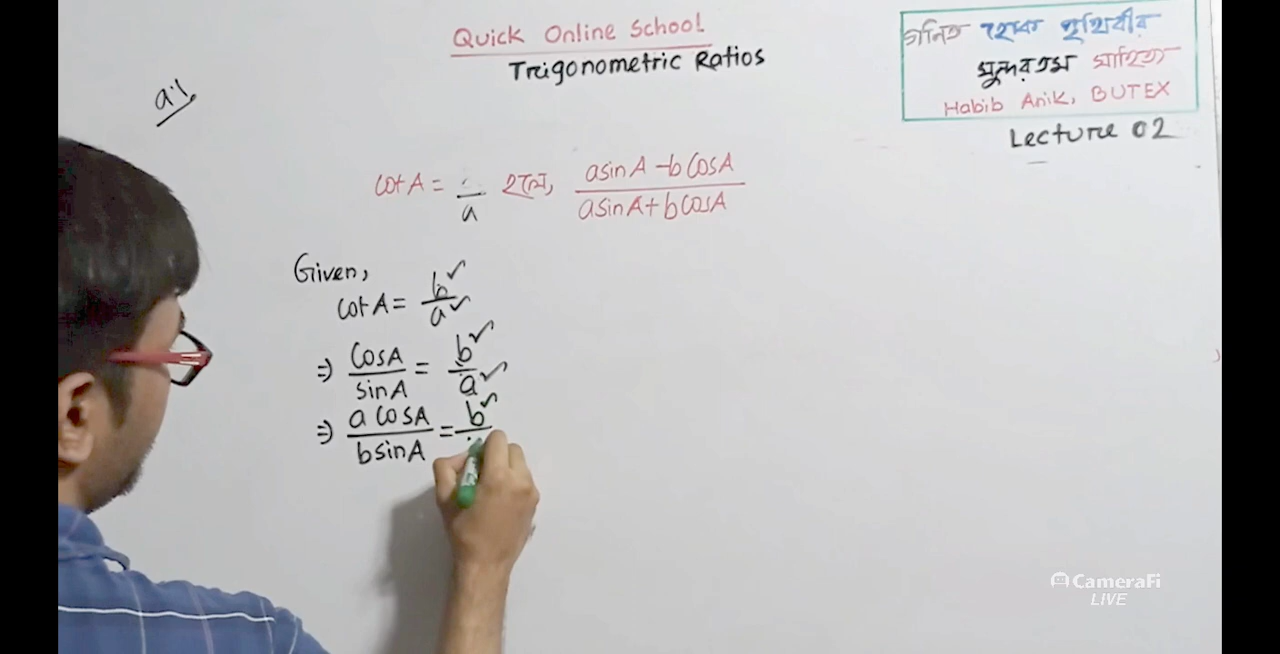 Quick Online School
Trigonometric Ratios
গনিত হোক পৃথিবীর
সুন্দরতম সাহিত্য
Habib Anik, BUTEX
Lecture 02
cot A = /a হলে, (a sin A - b Cos A)/(a sin A + b Cos A)
Given,
cot A = b/a
⇒ Cos A/sin A = b/a
⇒ a Cos A/b sin A = b/
CameraFi
LIVE